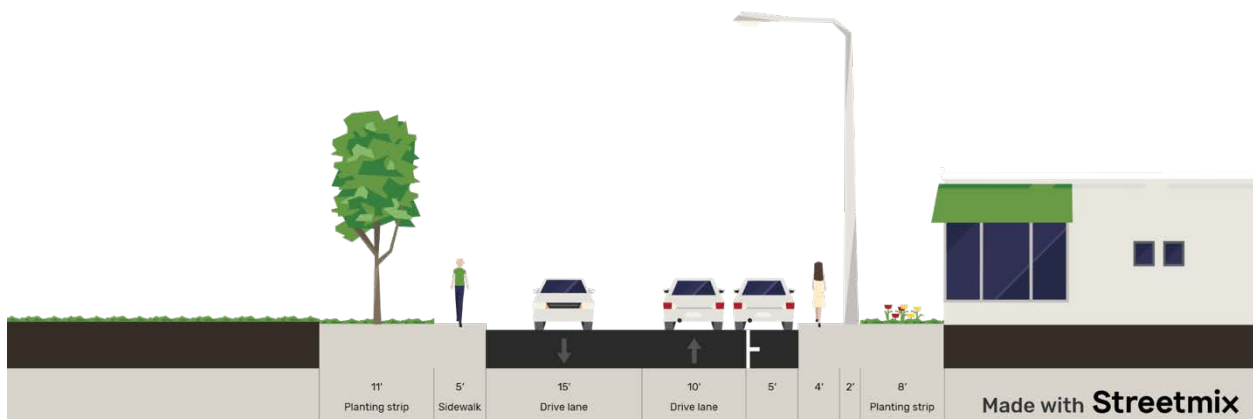 11' 5' 15' 10' 5' 4' 2' 8'
Planting strip Sidewalk Drive lane Drive lane Planting strip
Made with Streetmix